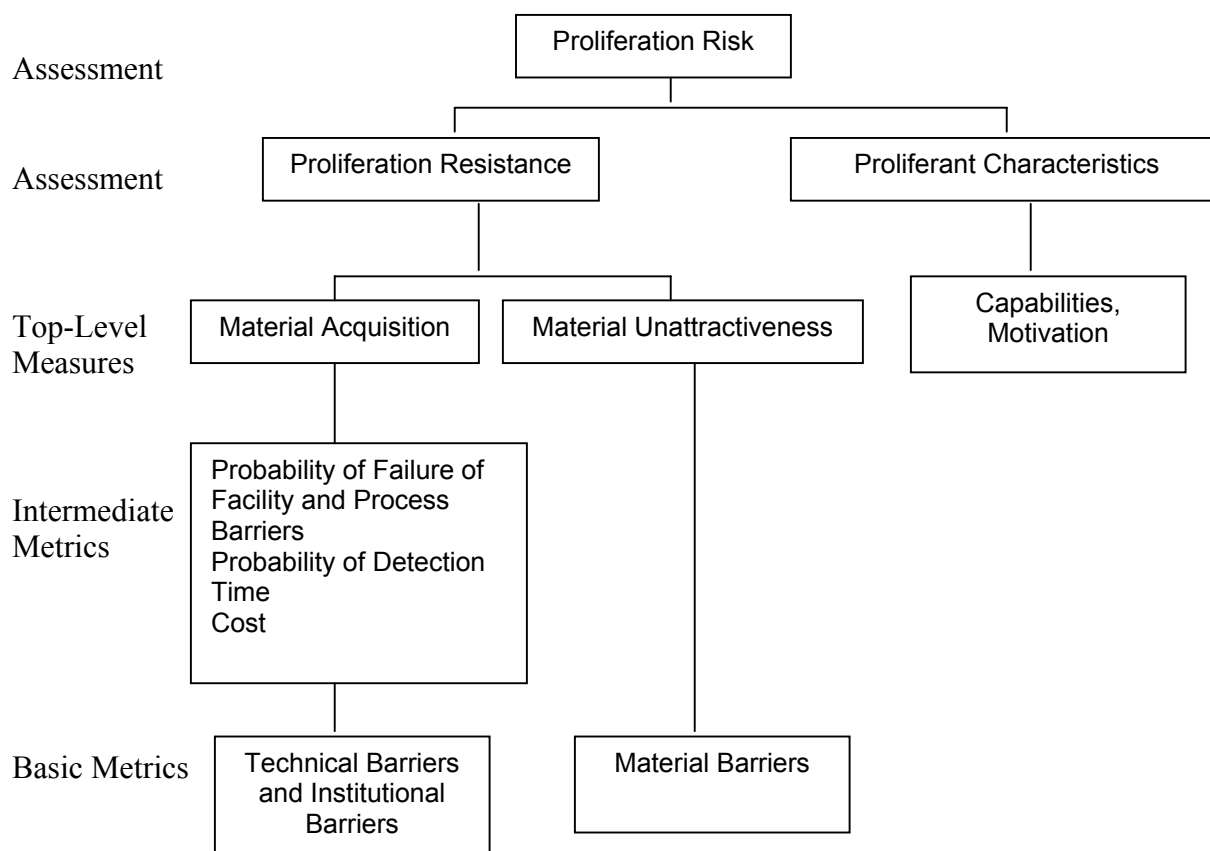 Proliferation Risk
Assessment
Proliferation Resistance
Proliferant Characteristics
Assessment
Capabilities,
Motivation
Material Acquisition
Material Unattractiveness
Top-Level
Measures
Probability of Failure of
Facility and Process
Barriers
Probability of Detection
Time
Cost
Intermediate
Metrics
Basic Metrics
Technical Barriers
and Institutional
Barriers
Material Barriers